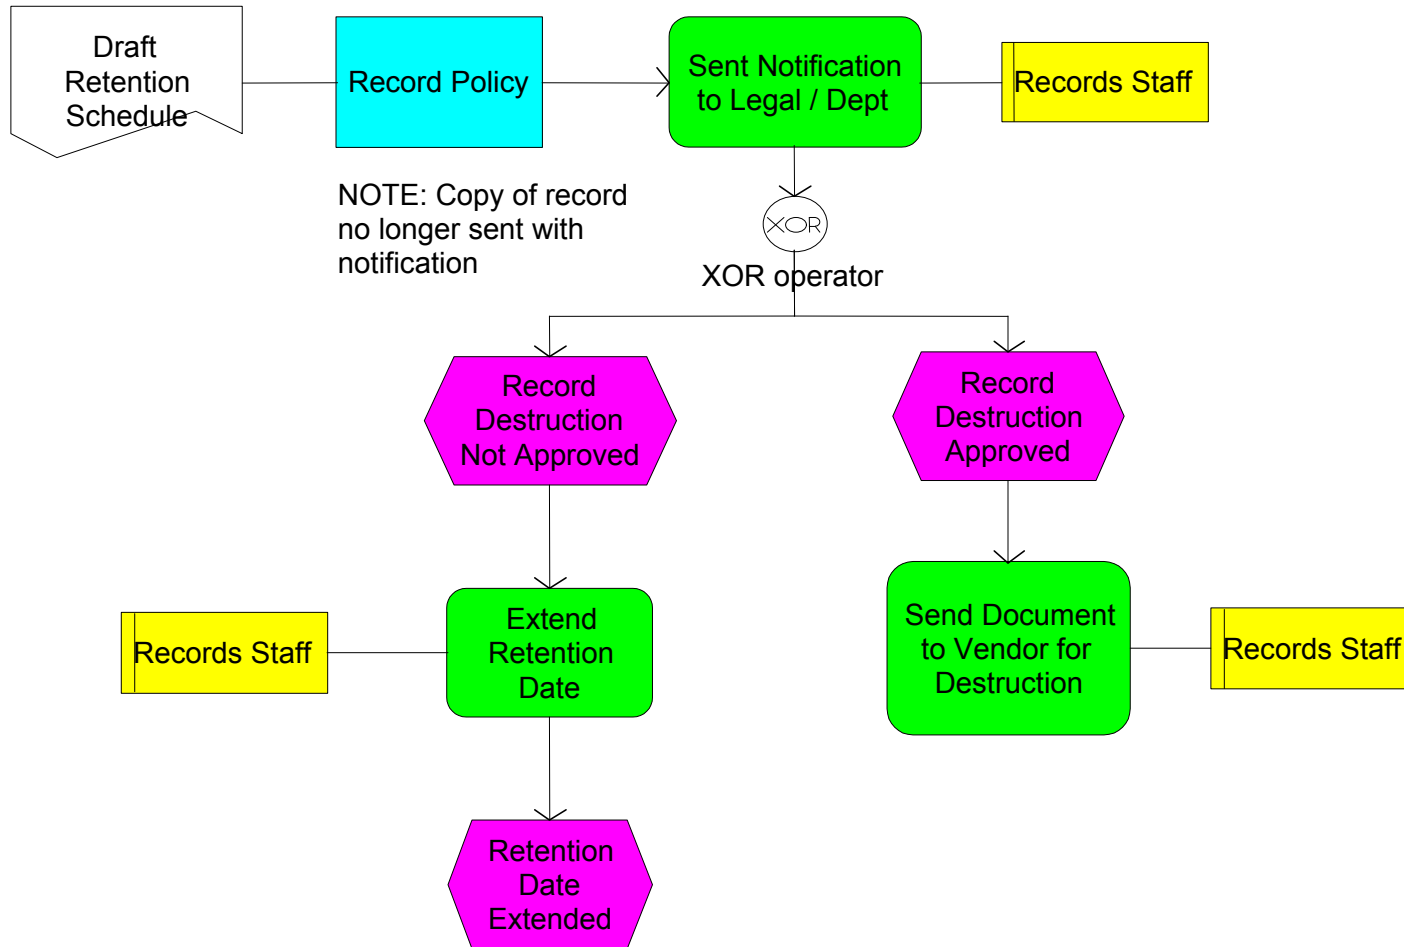 Draft
Retention
Schedule
Record Policy
Sent Notification
to Legal / Dept
Records Staff
NOTE: Copy of record
no longer sent with
notification
XOR
XOR operator
Record
Destruction
Not Approved
Record
Destruction
Approved
Records Staff
Extend
Retention
Date
Send Document
to Vendor for
Destruction
Records Staff
Retention
Date
Extended